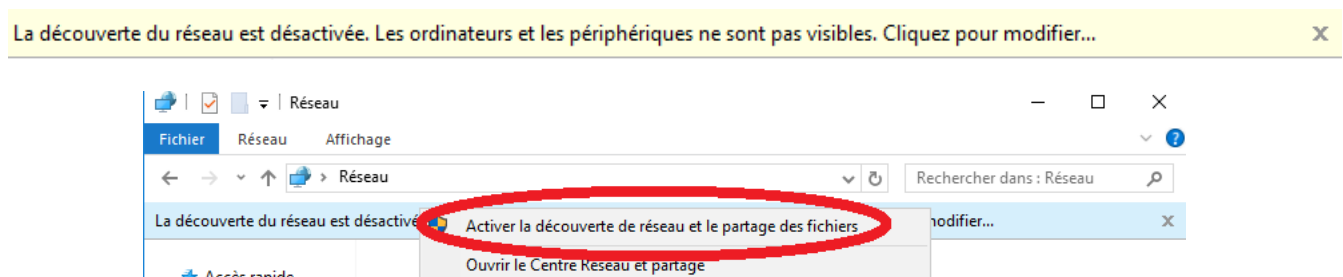 La découverte du réseau est désactivée. Les ordinateurs et les périphériques ne sont pas visibles. Cliquez pour modifier... x
Réseau
Fichier Réseau Affichage
Réseau Rechercher dans : Réseau
La découverte du réseau est désactivé modifier... x
Activer la découverte de réseau et le partage des fichiers
Ouvrir le Centre Réseau et partage
Accès rapide